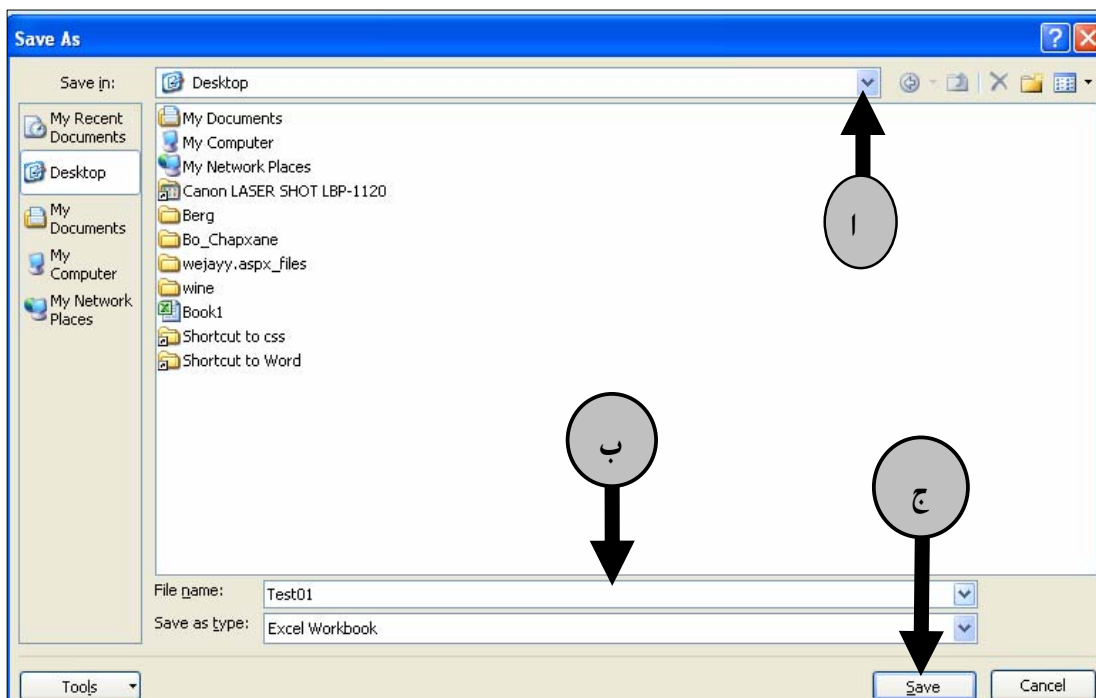 Save As
Save in:
Desktop
My Recent
Documents
Desktop
My
Documents
My
Computer
My Network
Places
My Documents
My Computer
My Network Places
Canon LASER SHOT LBP-1120
Berg
Bo_Chapxane
wejayy.aspx_files
wine
Book1
Shortcut to css
Shortcut to Word
ا
ب
ج
File name:
Test01
Save as type:
Excel Workbook
Tools
Save
Cancel